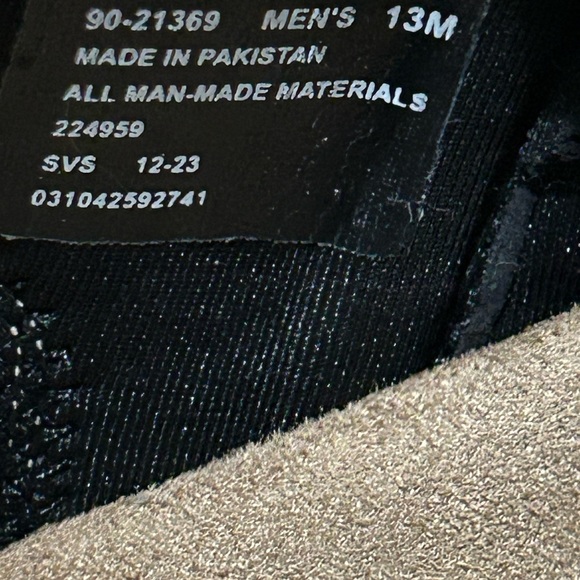 90-21369 MEN'S 13M
MADE IN PAKISTAN
ALL MAN-MADE MATERIALS
224959
SVS 12-23
031042592741